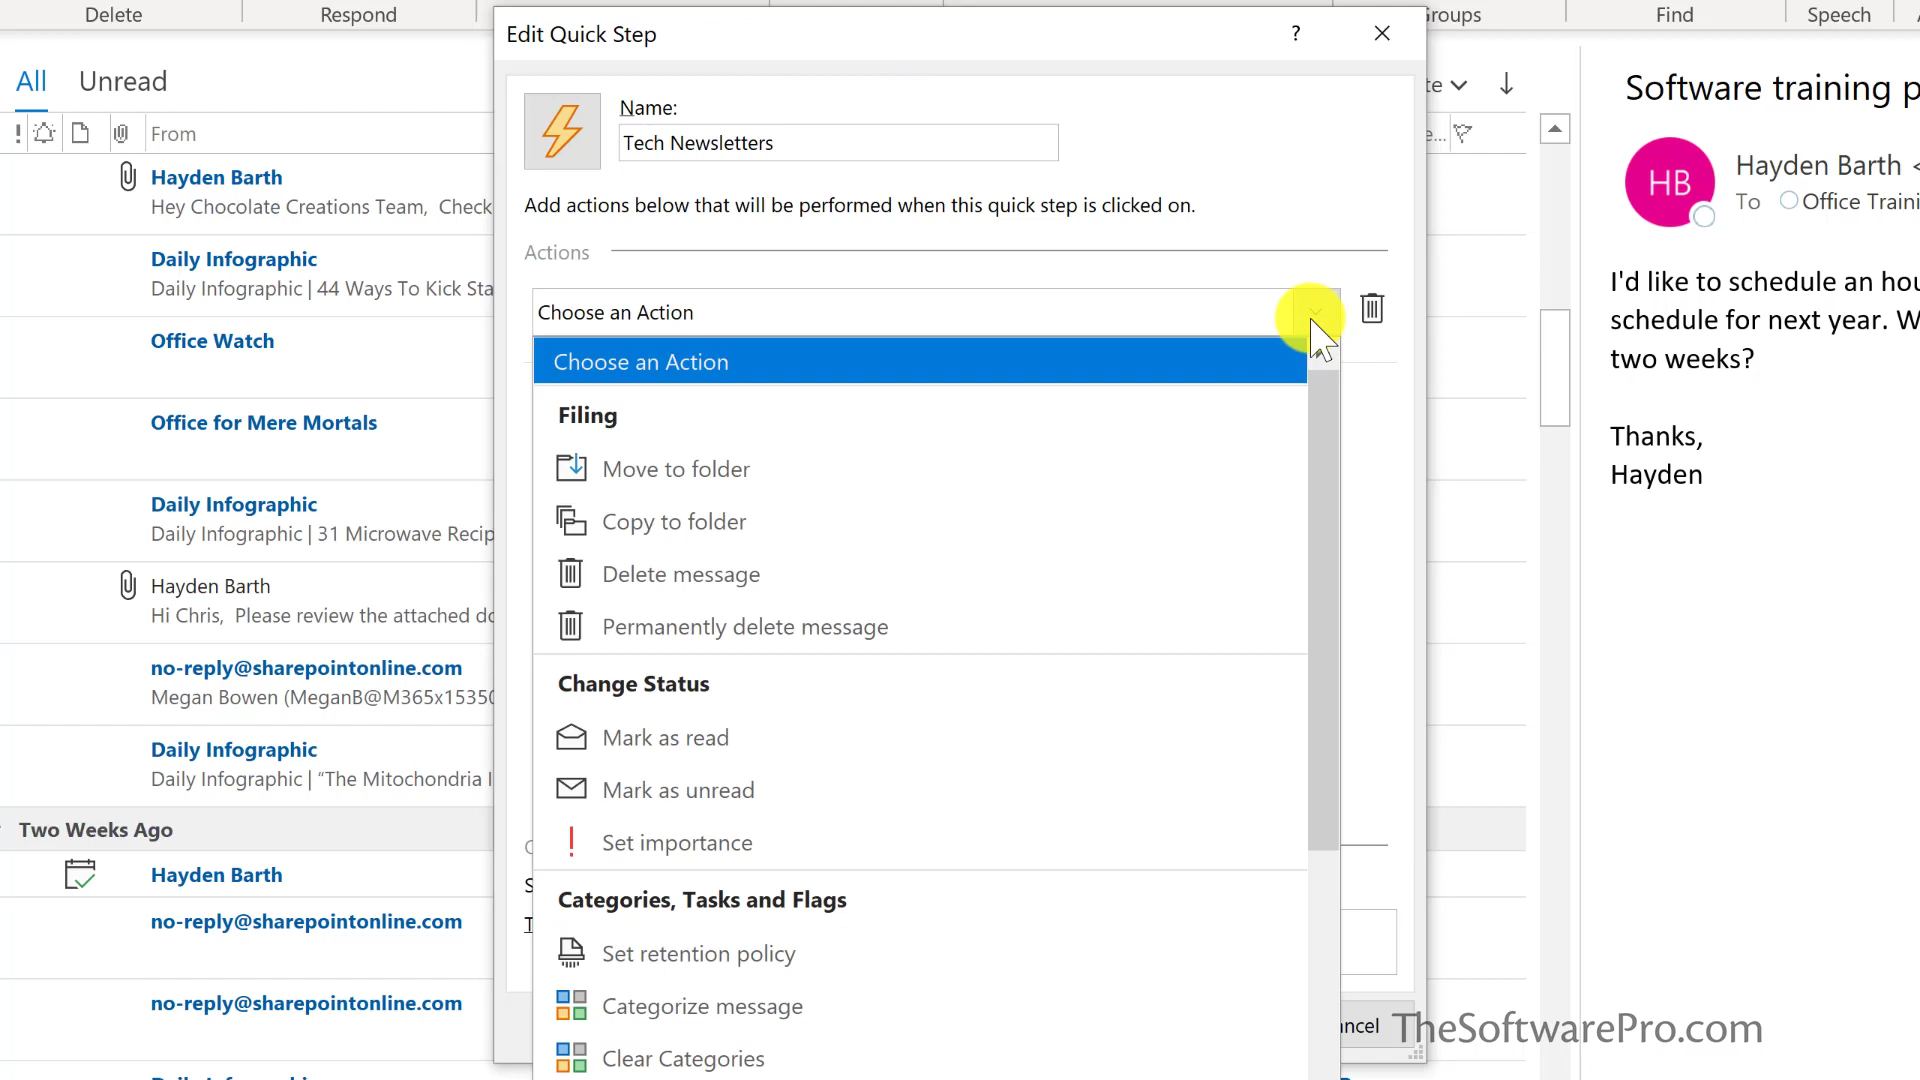 Delete
Respond
Groups
Find
Speech
All
Unread
From
Hayden Barth
Hey Chocolate Creations Team, Check
Daily Infographic
Daily Infographic | 44 Ways To Kick Sta
Office Watch
Office for Mere Mortals
Daily Infographic
Daily Infographic | 31 Microwave Recip
Hayden Barth
Hi Chris, Please review the attached do
no-reply@sharepointonline.com
Megan Bowen (MeganB@M365x15350
Daily Infographic
Daily Infographic | “The Mitochondria I
Two Weeks Ago
Hayden Barth
no-reply@sharepointonline.com
no-reply@sharepointonline.com
Edit Quick Step
?
Name:
Tech Newsletters
Add actions below that will be performed when this quick step is clicked on.
Actions
Choose an Action
Choose an Action
Filing
Move to folder
Copy to folder
Delete message
Permanently delete message
Change Status
Mark as read
Mark as unread
Set importance
Categories, Tasks and Flags
Set retention policy
Categorize message
Clear Categories
ncel
te
e...
Software training p
HB
Hayden Barth <
To Office Traini
I'd like to schedule an hou
schedule for next year. W
two weeks?
Thanks,
Hayden
TheSoftwarePro.com